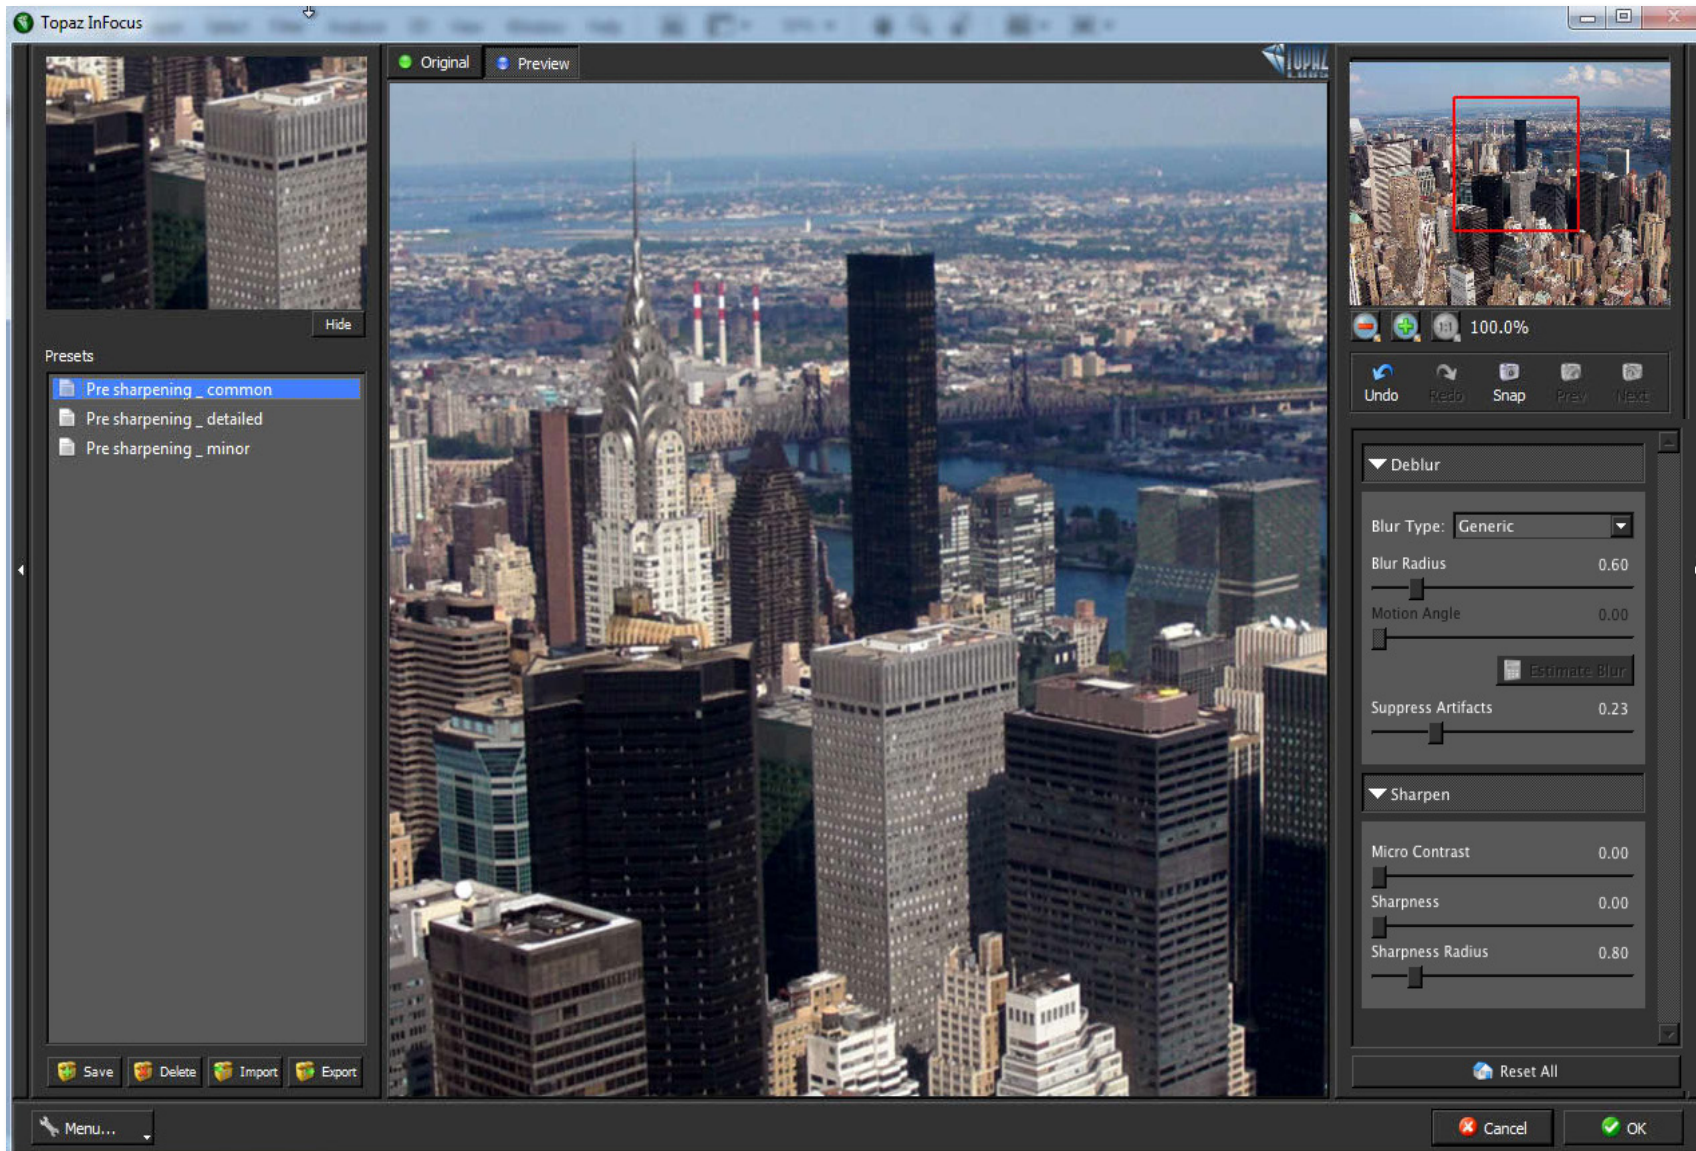 Topaz InFocus
Hide
Presets
Pre sharpening _ common
Pre sharpening _ detailed
Pre sharpening _ minor
Save
Delete
Import
Export
Menu...
Original
Preview
TOPAZ
LABS
100.0%
Undo
Redo
Snap
Prev
Next
Deblur
Blur Type: Generic
Blur Radius 0.60
Motion Angle 0.00
Estimate Blur
Suppress Artifacts 0.23
Sharpen
Micro Contrast 0.00
Sharpness 0.00
Sharpness Radius 0.80
Reset All
Cancel
OK